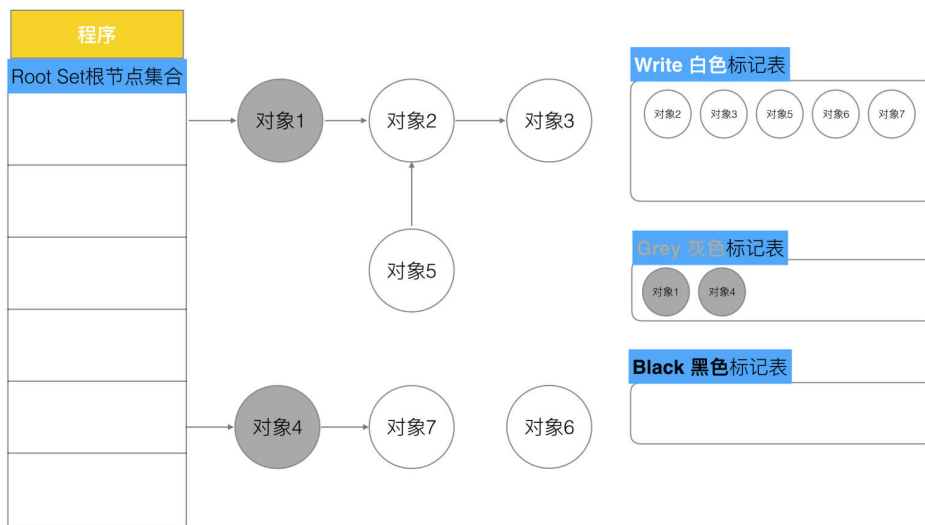 程序
Root Set根节点集合
对象1
对象2
对象3
对象5
对象4
对象7
对象6
Write 白色标记表
对象2
对象3
对象5
对象6
对象7
Grey 灰色标记表
对象1
对象4
Black 黑色标记表